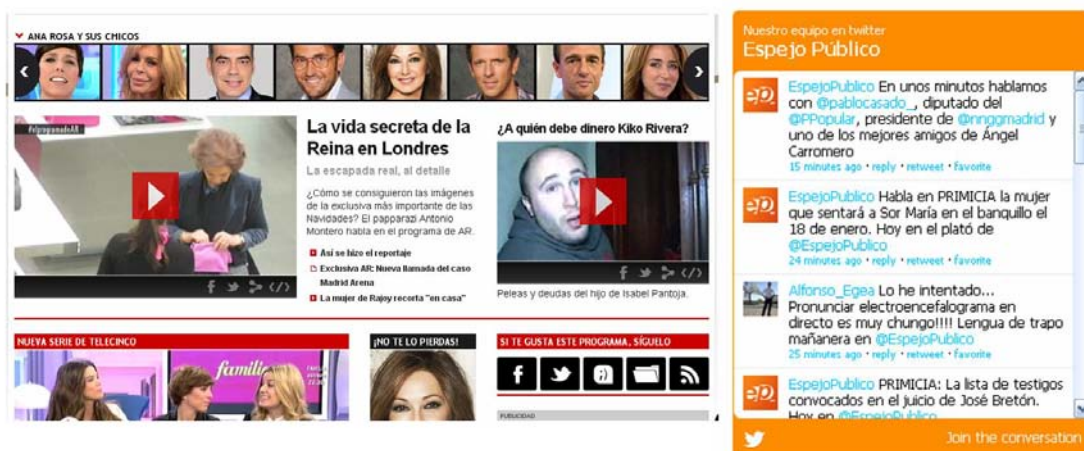 ANA ROSA Y SUS CHICOS
#elprogramadeAR
La vida secreta de la
Reina en Londres
La escapada real, al detalle
¿Cómo se consiguieron las imágenes
de la exclusiva más importante de las
Navidades? El papparazi Antonio
Montero habla en el programa de AR.
Así se hizo el reportaje
Exclusiva AR: Nueva llamada del caso
Madrid Arena
La mujer de Rajoy recorta "en casa"
¿A quién debe dinero Kiko Rivera?
Peleas y deudas del hijo de Isabel Pantoja.
NUEVA SERIE DE TELECINCO
¡NO TE LO PIERDAS!
SI TE GUSTA ESTE PROGRAMA, SÍGUELO
PUBLICIDAD
Nuestro equipo en twitter
Espejo Público
ep.
EspejoPublico En unos minutos hablamos
con @pablocasado_, diputado del
@PPopular, presidente de @nnggmadrid y
uno de los mejores amigos de Ángel
Carromero
15 minutes ago · reply · retweet · favorite
ep.
EspejoPublico Habla en PRIMICIA la mujer
que sentará a Sor María en el banquillo el
18 de enero. Hoy en el plató de
@EspejoPublico
24 minutes ago · reply · retweet · favorite
Alfonso_Egea Lo he intentado...
Pronunciar electroencefalograma en
directo es muy chungo!!!! Lengua de trapo
mañanera en @EspejoPublico
25 minutes ago · reply · retweet · favorite
ep.
EspejoPublico PRIMICIA: La lista de testigos
convocados en el juicio de José Bretón.
Hoy en @EspejoPublico
Join the conversation